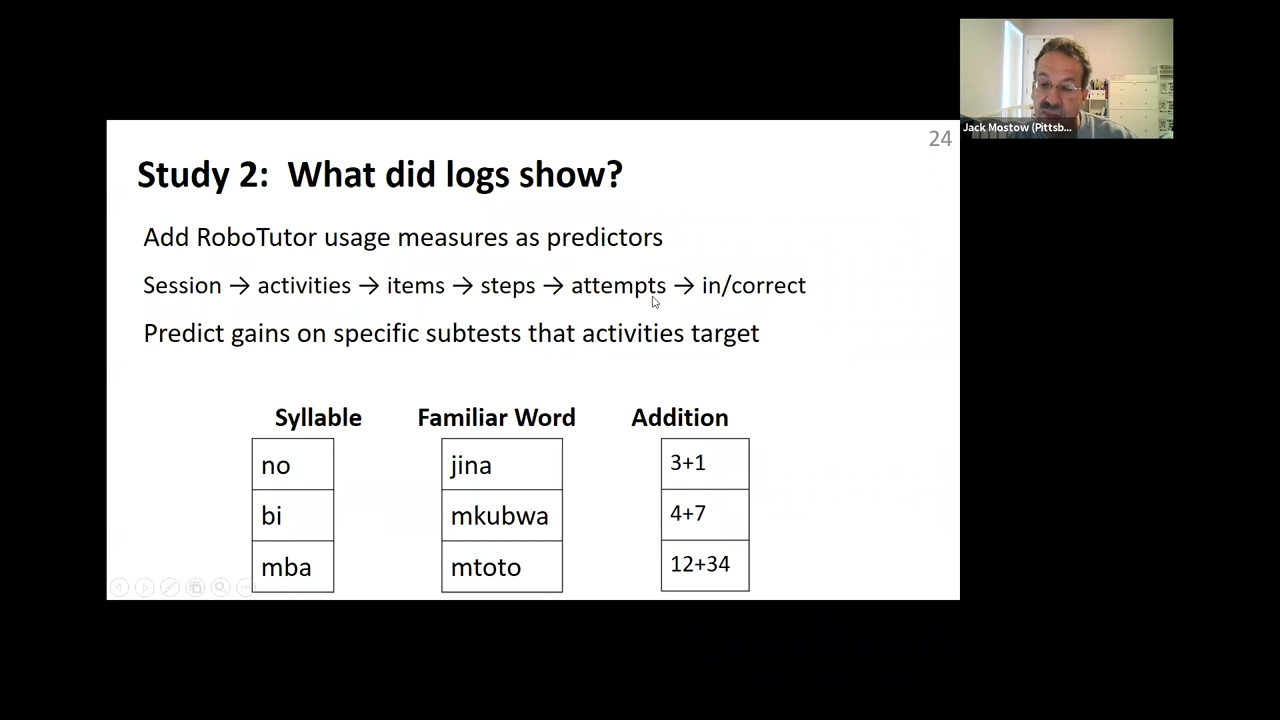 Jack Mostow (Pittsb...
24
Study 2: What did logs show?
Add RoboTutor usage measures as predictors
Session → activities → items → steps → attempts → in/correct
Predict gains on specific subtests that activities target
Syllable Familiar Word Addition
no jina 3+1
bi mkubwa 4+7
mba mtoto 12+34